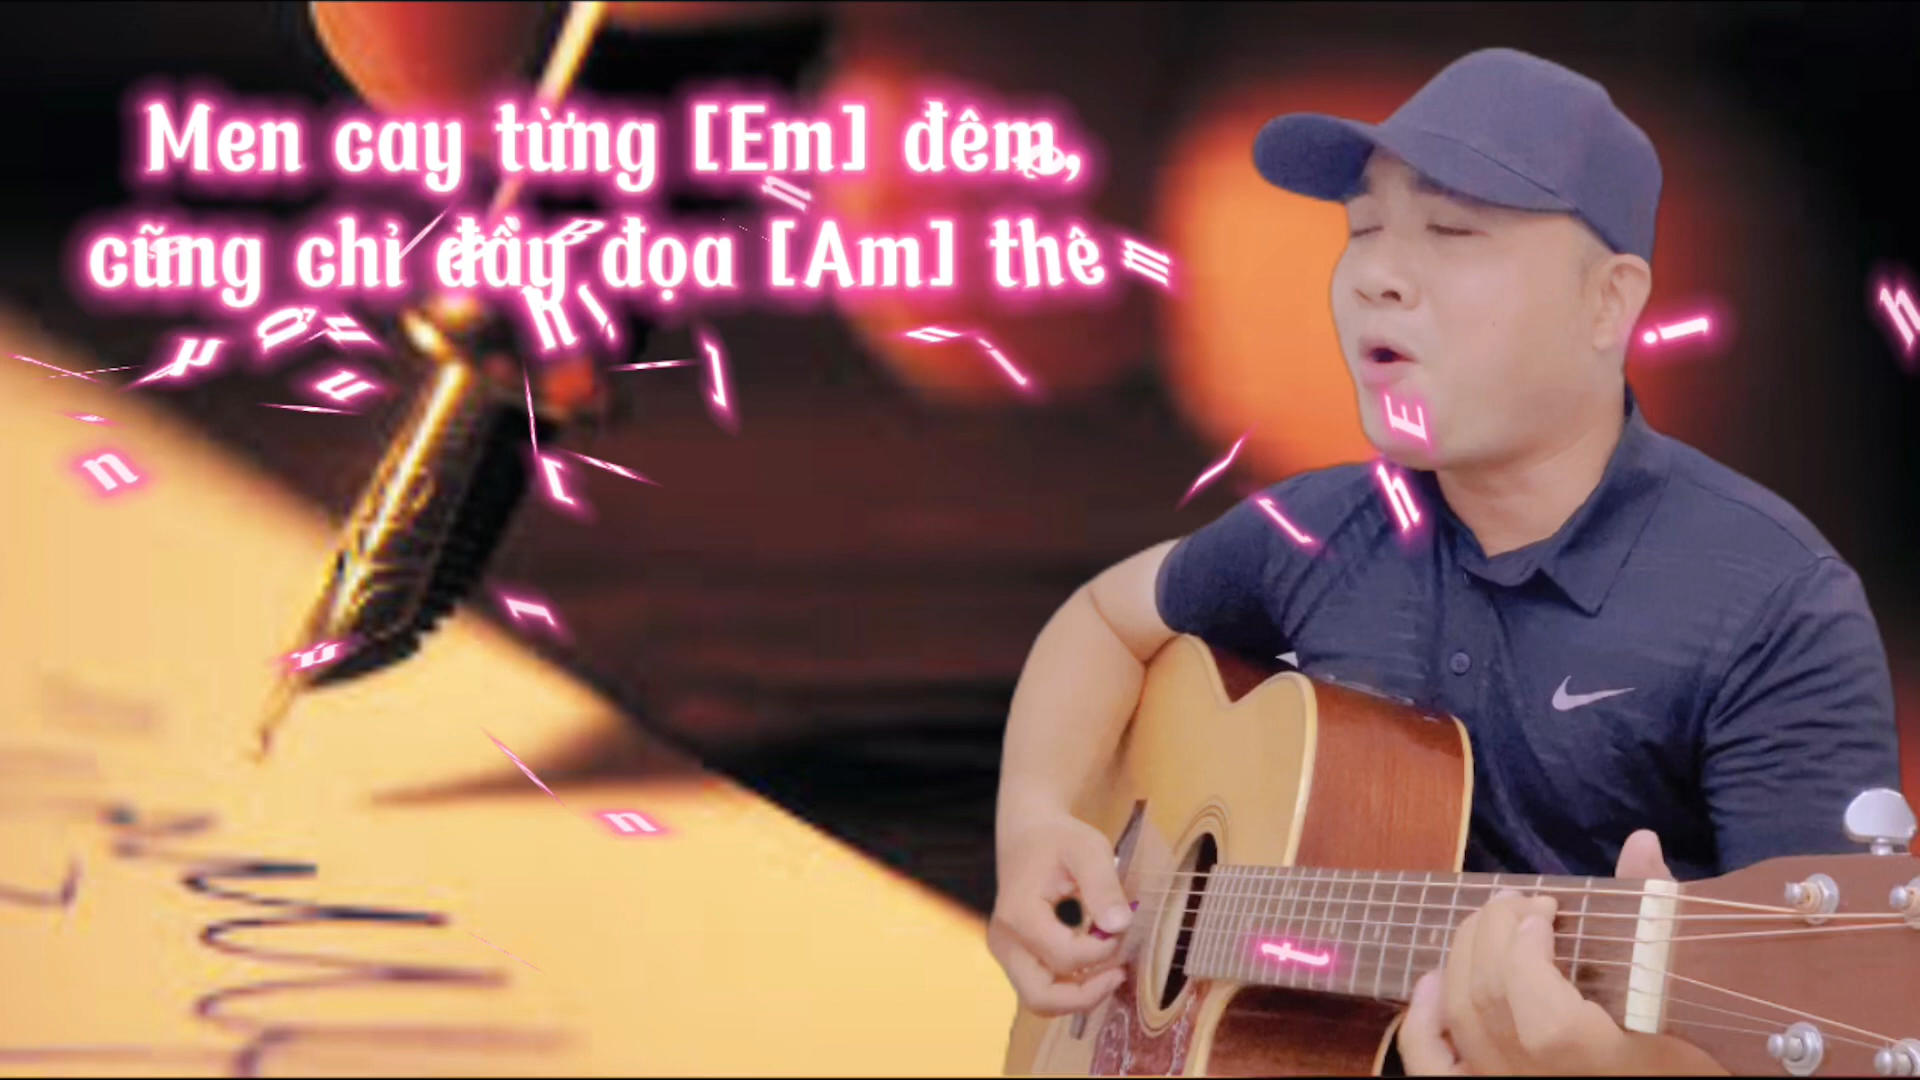 Men cay từng [Em] đêm,
cũng chỉ đầy đọa [Am] thê